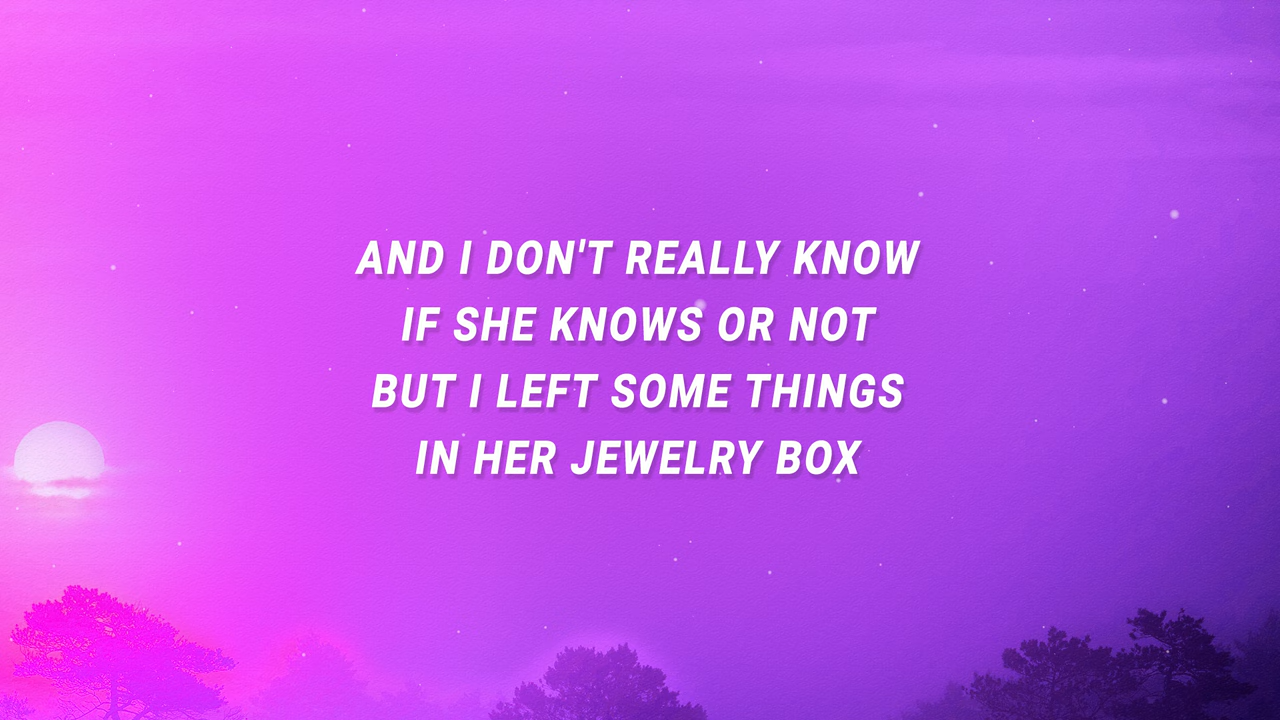 AND I DON'T REALLY KNOW
IF SHE KNOWS OR NOT
BUT I LEFT SOME THINGS
IN HER JEWELRY BOX